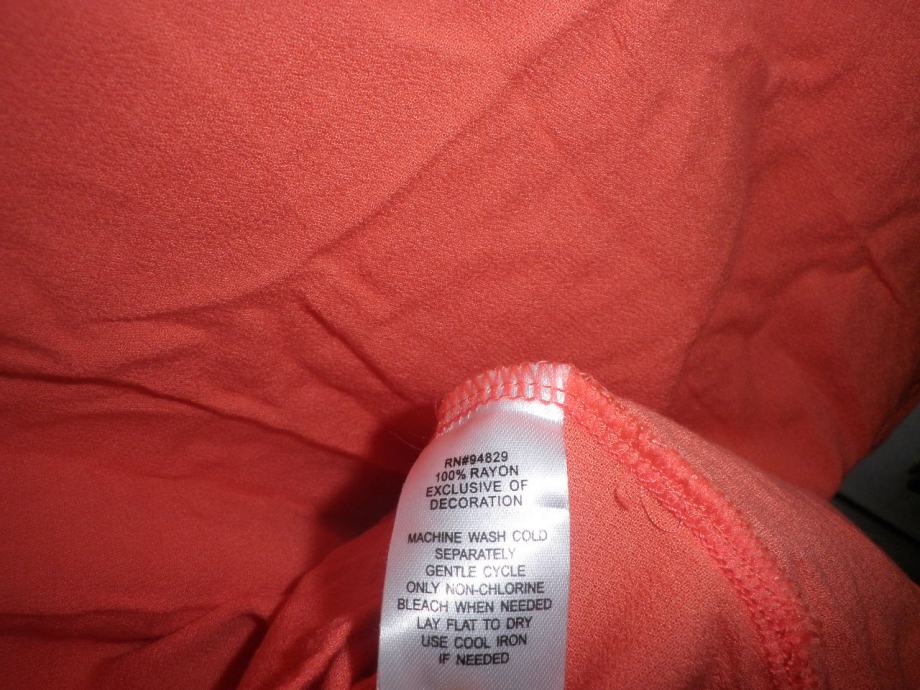 RN#94829
100% RAYON
EXCLUSIVE OF
DECORATION
MACHINE WASH COLD
SEPARATELY
GENTLE CYCLE
ONLY NON-CHLORINE
BLEACH WHEN NEEDED
LAY FLAT TO DRY
USE COOL IRON
IF NEEDED